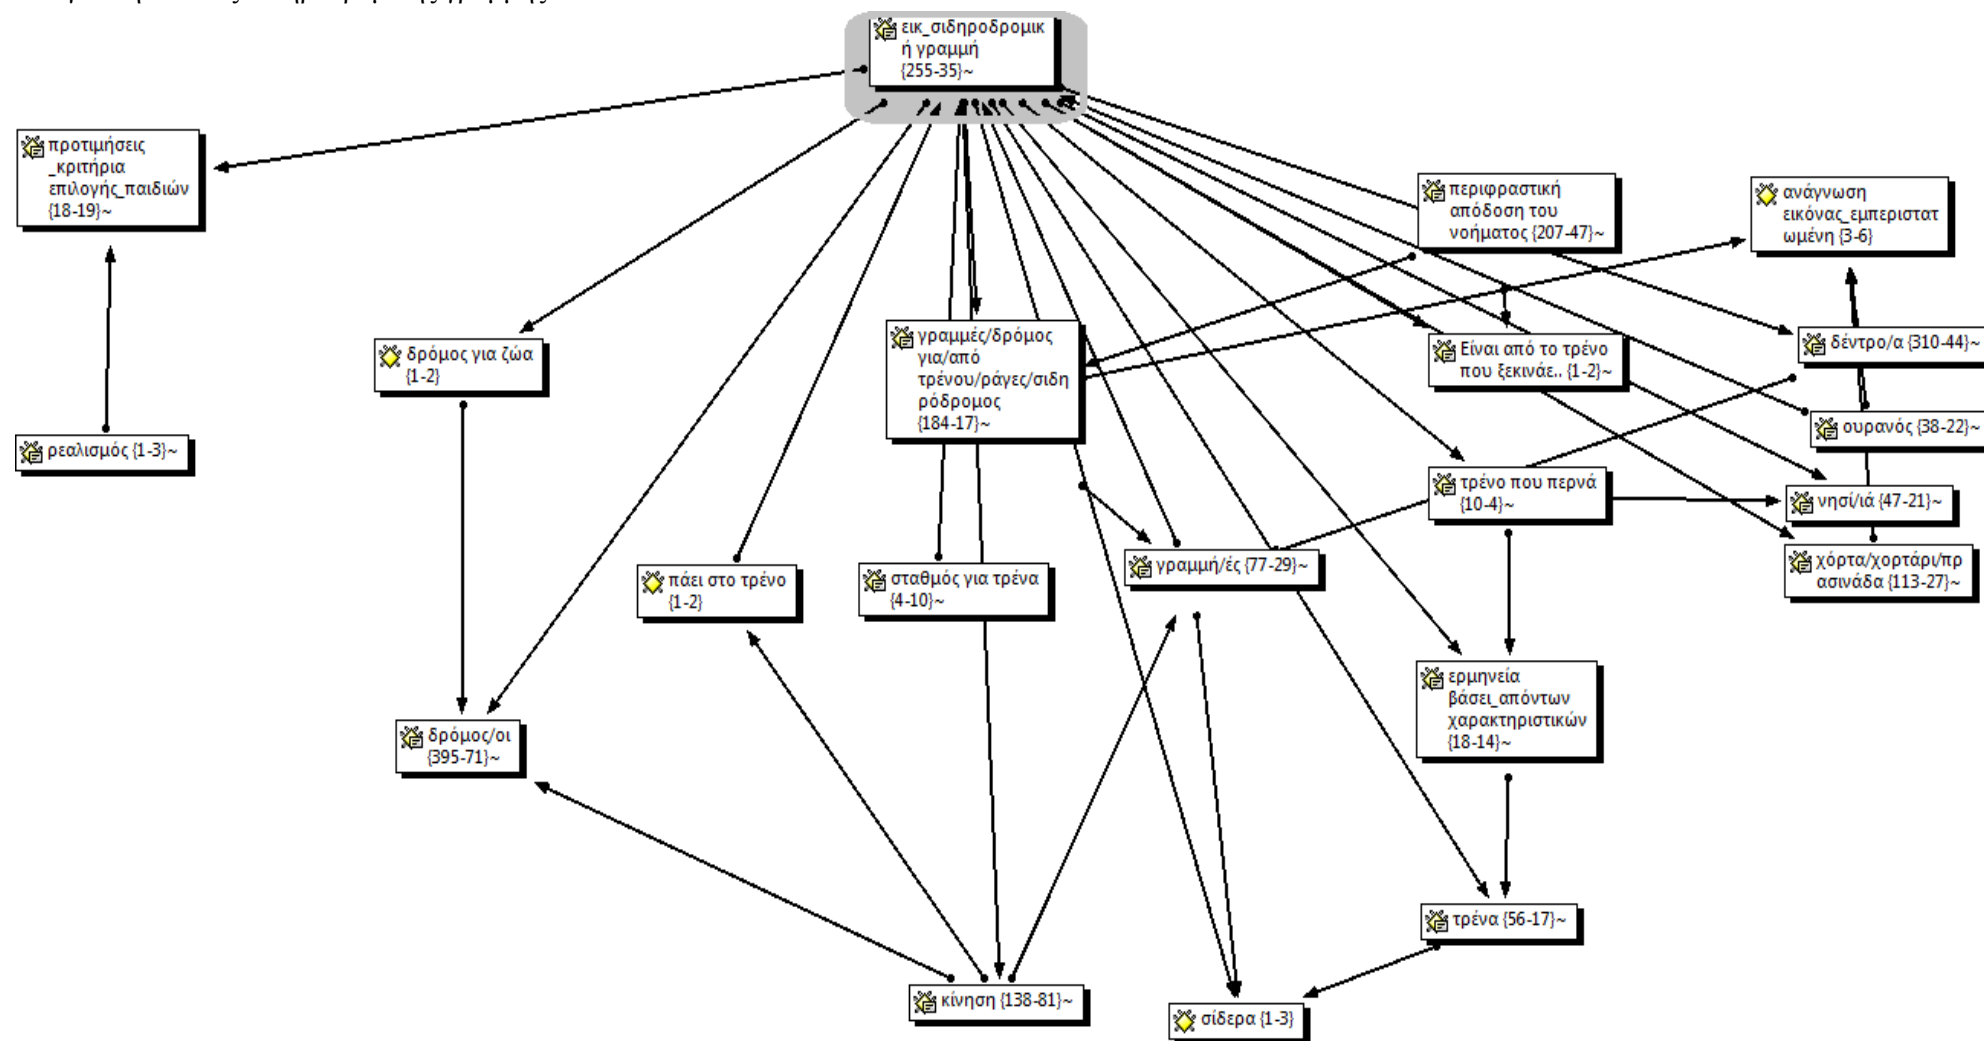 εικ_σιδηροδρομικ
ή γραμμή
{255-35}~
προτιμήσεις
_κριτήρια
επιλογής_παιδιών
{18-19}~
περιφραστική
απόδοση του
νοήματος {207-47}~
ανάγνωση
εικόνας_εμπεριστατ
ωμένη {3-6}
δρόμος για ζώα
{1-2}
γραμμές/δρόμος
για/από
τρένου/ράγες/σιδη
ρόδρομος
{184-17}~
Είναι από το τρένο
που ξεκινάε.. {1-2}~
δέντρο/α {310-44}~
ουρανός {38-22}~
ρεαλισμός {1-3}~
τρένο που περνά
{10-4}~
νησί/ιά {47-21}~
πάει στο τρένο
{1-2}
σταθμός για τρένα
{4-10}~
γραμμή/ές {77-29}~
χόρτα/χορτάρι/πρ
ασινάδα {113-27}~
ερμηνεία
βάσει_απόντων
χαρακτηριστικών
{18-14}~
δρόμος/οι
{395-71}~
τρένα {56-17}~
κίνηση {138-81}~
σίδερα {1-3}